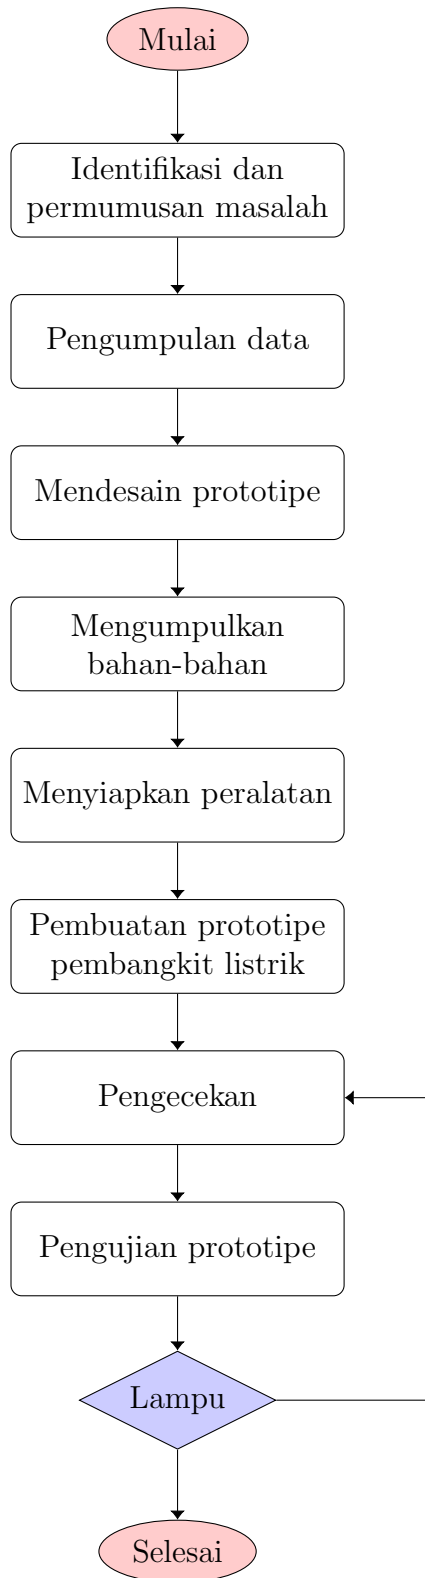 Mulai
Identifikasi dan
permumusan masalah
Pengumpulan data
Mendesain prototipe
Mengumpulkan
bahan-bahan
Menyiapkan peralatan
Pembuatan prototipe
pembangkit listrik
Pengecekan
Pengujian prototipe
Lampu
Selesai